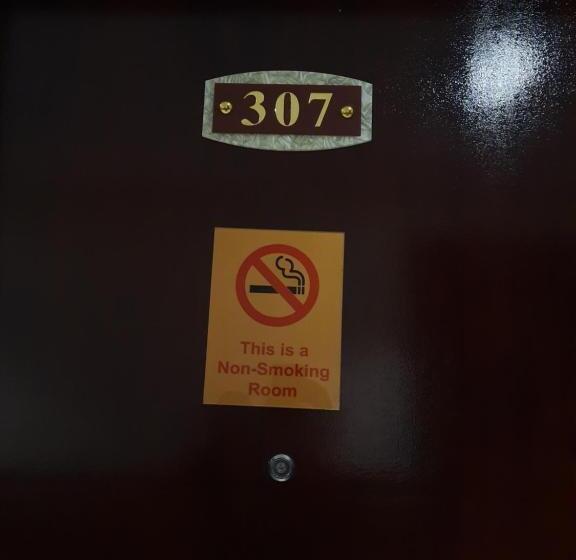 307
This is a
Non-Smoking
Room